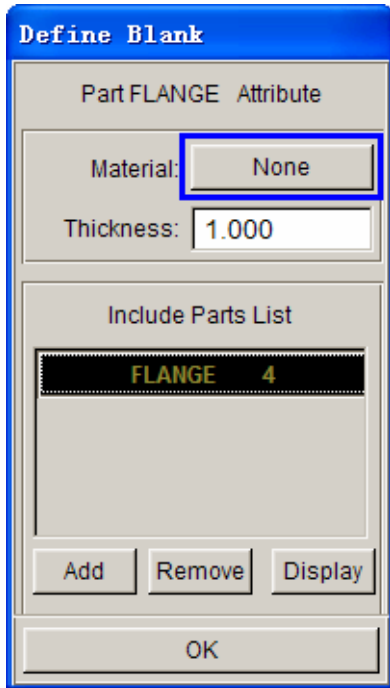 Define Blank
Part FLANGE Attribute
Material: None
Thickness: 1.000
Include Parts List
FLANGE 4
Add Remove Display
OK